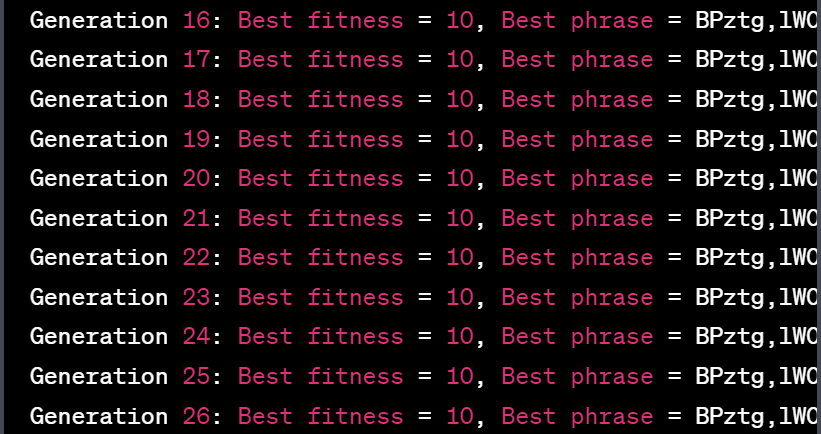 Generation 16: Best fitness = 10, Best phrase = BPztg,lWO
Generation 17: Best fitness = 10, Best phrase = BPztg,lWO
Generation 18: Best fitness = 10, Best phrase = BPztg,lWO
Generation 19: Best fitness = 10, Best phrase = BPztg,lWO
Generation 20: Best fitness = 10, Best phrase = BPztg,lWO
Generation 21: Best fitness = 10, Best phrase = BPztg,lWO
Generation 22: Best fitness = 10, Best phrase = BPztg,lWO
Generation 23: Best fitness = 10, Best phrase = BPztg,lWO
Generation 24: Best fitness = 10, Best phrase = BPztg,lWO
Generation 25: Best fitness = 10, Best phrase = BPztg,lWO
Generation 26: Best fitness = 10, Best phrase = BPztg,lWO